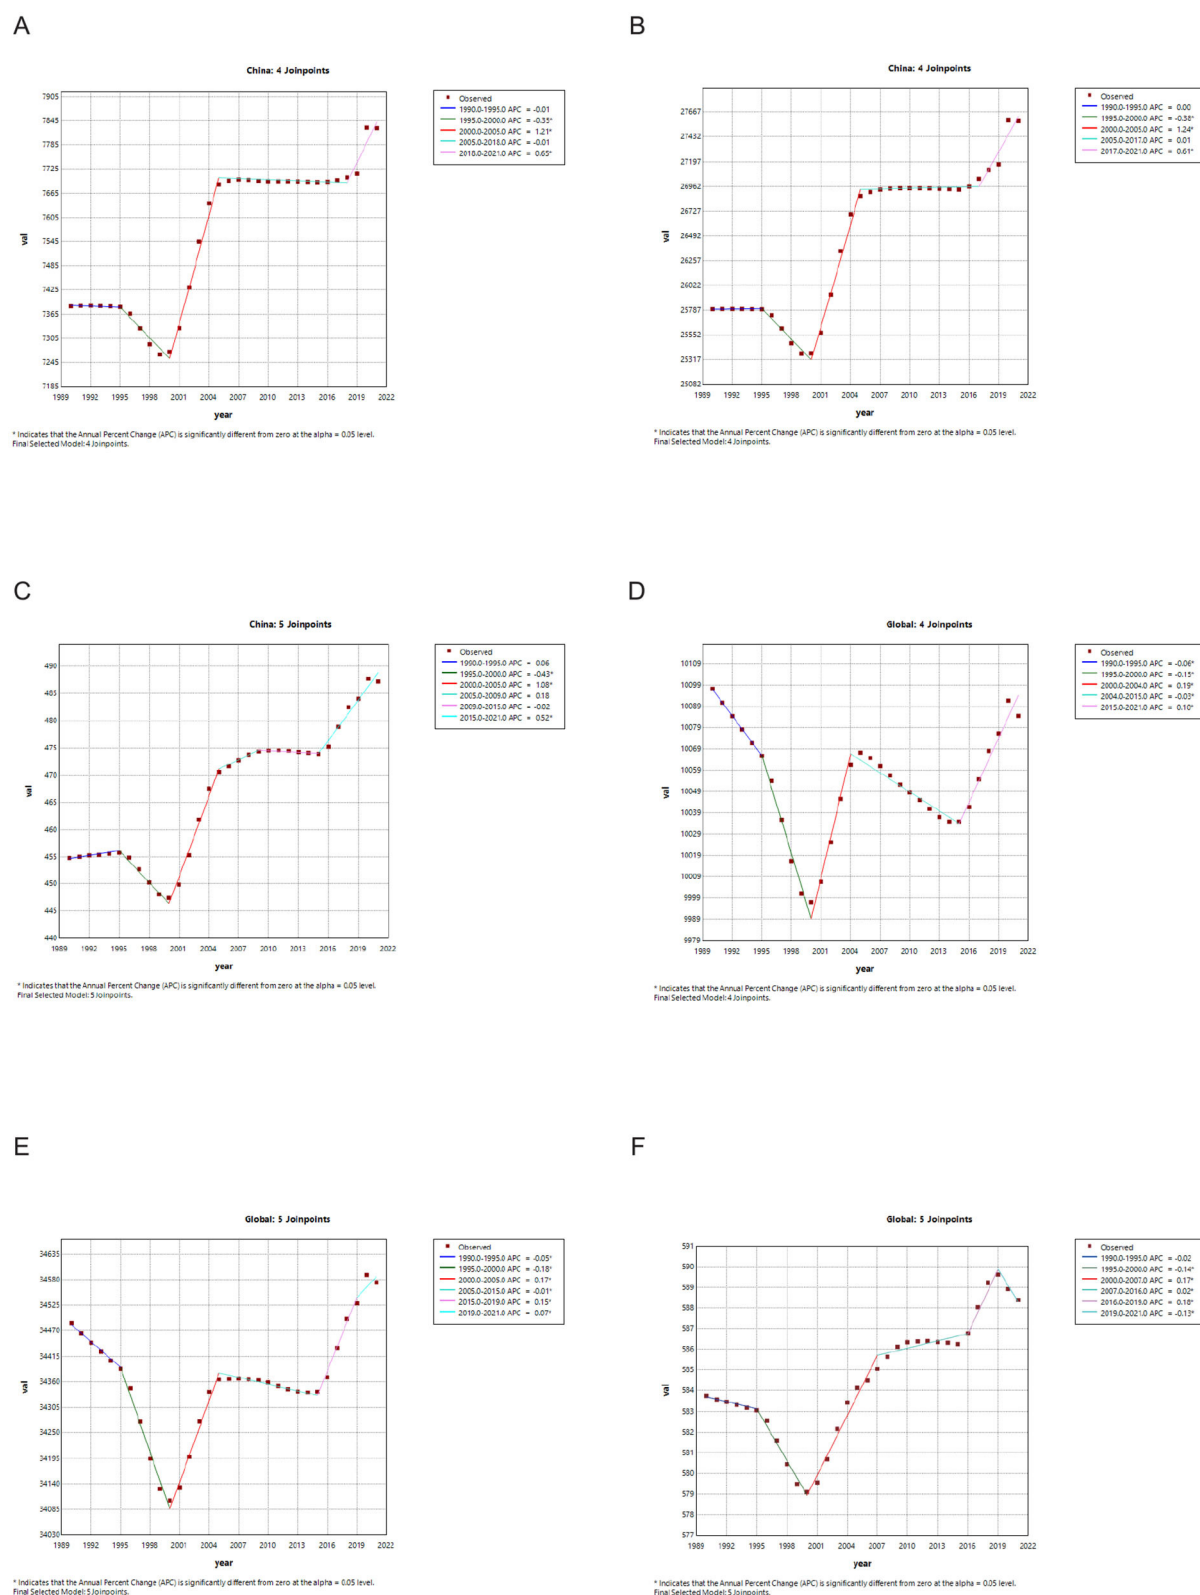 A
China: 4 Joinpoints
7905
7845
7785
7725
7665
7605
7545
7485
7425
7365
7305
7245
7185
val
1989 1992 1995 1998 2001 2004 2007 2010 2013 2016 2019 2022
year
Observed
1990.0-1995.0 APC = -0.01
1995.0-2000.0 APC = -0.35*
2000.0-2005.0 APC = 1.21*
2005.0-2018.0 APC = -0.01
2018.0-2021.0 APC = 0.65*
* Indicates that the Annual Percent Change (APC) is significantly different from zero at the alpha = 0.05 level.
Final Selected Model: 4 Joinpoints.
B
China: 4 Joinpoints
27667
27432
27197
26962
26727
26492
26257
26022
25787
25552
25317
25082
val
1989 1992 1995 1998 2001 2004 2007 2010 2013 2016 2019 2022
year
Observed
1990.0-1995.0 APC = 0.00
1995.0-2000.0 APC = -0.38*
2000.0-2005.0 APC = 1.24*
2005.0-2017.0 APC = 0.01
2017.0-2021.0 APC = 0.61*
* Indicates that the Annual Percent Change (APC) is significantly different from zero at the alpha = 0.05 level.
Final Selected Model: 4 Joinpoints.
C
China: 5 Joinpoints
490
485
480
475
470
465
460
455
450
445
440
val
1989 1992 1995 1998 2001 2004 2007 2010 2013 2016 2019 2022
year
Observed
1990.0-1995.0 APC = 0.06
1995.0-2000.0 APC = -0.43*
2000.0-2005.0 APC = 1.08*
2005.0-2009.0 APC = 0.18
2009.0-2015.0 APC = -0.02
2015.0-2021.0 APC = 0.52*
* Indicates that the Annual Percent Change (APC) is significantly different from zero at the alpha = 0.05 level.
Final Selected Model: 5 Joinpoints.
D
Global: 4 Joinpoints
10109
10099
10089
10079
10069
10059
10049
10039
10029
10019
10009
9999
9989
9979
val
1989 1992 1995 1998 2001 2004 2007 2010 2013 2016 2019 2022
year
Observed
1990.0-1995.0 APC = -0.06*
1995.0-2000.0 APC = -0.15*
2000.0-2004.0 APC = 0.19*
2004.0-2015.0 APC = -0.03*
2015.0-2021.0 APC = 0.10*
* Indicates that the Annual Percent Change (APC) is significantly different from zero at the alpha = 0.05 level.
Final Selected Model: 4 Joinpoints.
E
Global: 5 Joinpoints
34635
34580
34525
34470
34415
34360
34305
34250
34195
34140
34085
34030
val
1989 1992 1995 1998 2001 2004 2007 2010 2013 2016 2019 2022
year
Observed
1990.0-1995.0 APC = -0.05*
1995.0-2000.0 APC = -0.18*
2000.0-2005.0 APC = 0.17*
2005.0-2015.0 APC = -0.01*
2015.0-2019.0 APC = 0.15*
2019.0-2021.0 APC = 0.07*
* Indicates that the Annual Percent Change (APC) is significantly different from zero at the alpha = 0.05 level.
Final Selected Model: 5 Joinpoints.
F
Global: 5 Joinpoints
591
590
589
588
587
586
585
584
583
582
581
580
579
578
577
val
1989 1992 1995 1998 2001 2004 2007 2010 2013 2016 2019 2022
year
Observed
1990.0-1995.0 APC = -0.02
1995.0-2000.0 APC = -0.14*
2000.0-2007.0 APC = 0.17*
2007.0-2016.0 APC = 0.02*
2016.0-2019.0 APC = 0.18*
2019.0-2021.0 APC = -0.13*
* Indicates that the Annual Percent Change (APC) is significantly different from zero at the alpha = 0.05 level.
Final Selected Model: 5 Joinpoints.